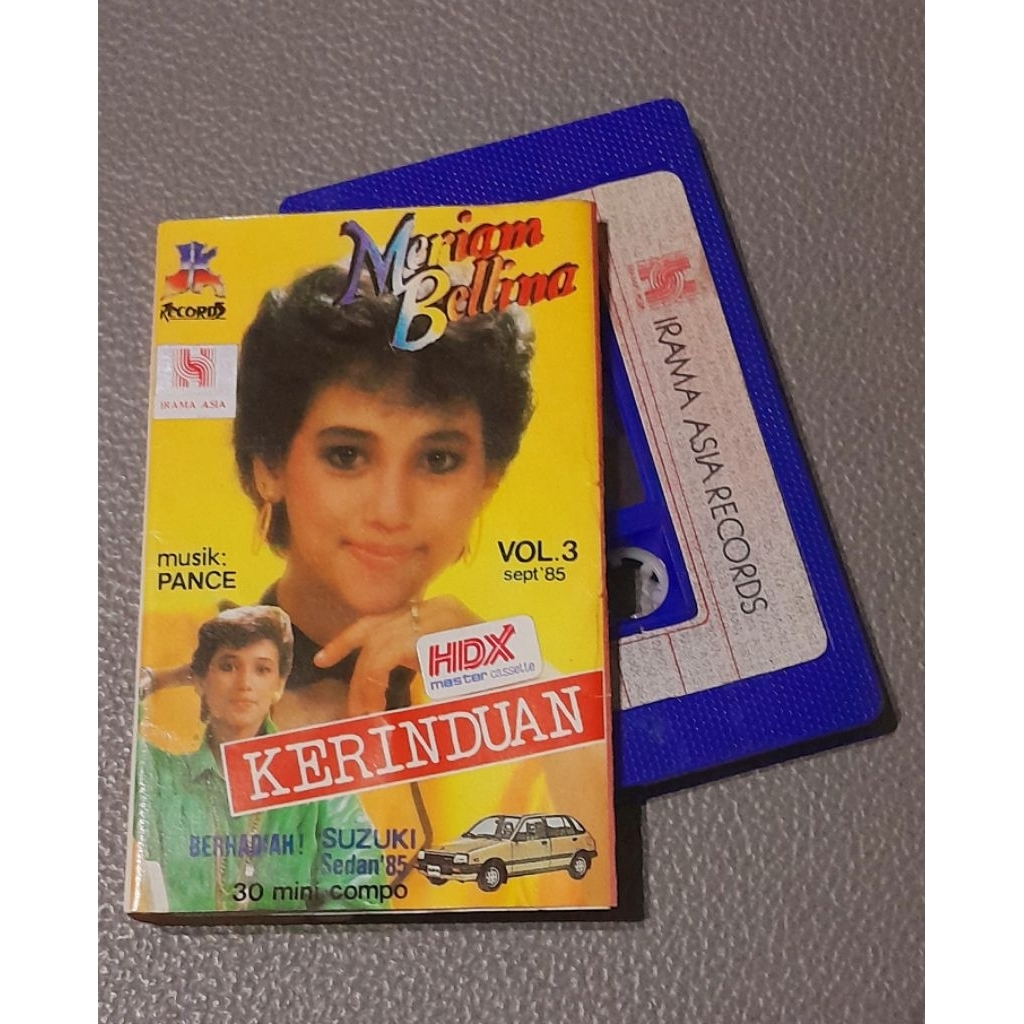 Meriam
Bellina
RECORDS
IRAMA ASIA
musik:
PANCE
VOL.3
sept'85
HDX
master cassette
KERINDUAN
BERHADIAH! SUZUKI
Sedan'85
30 mini compo
IRAMA ASIA RECORDS